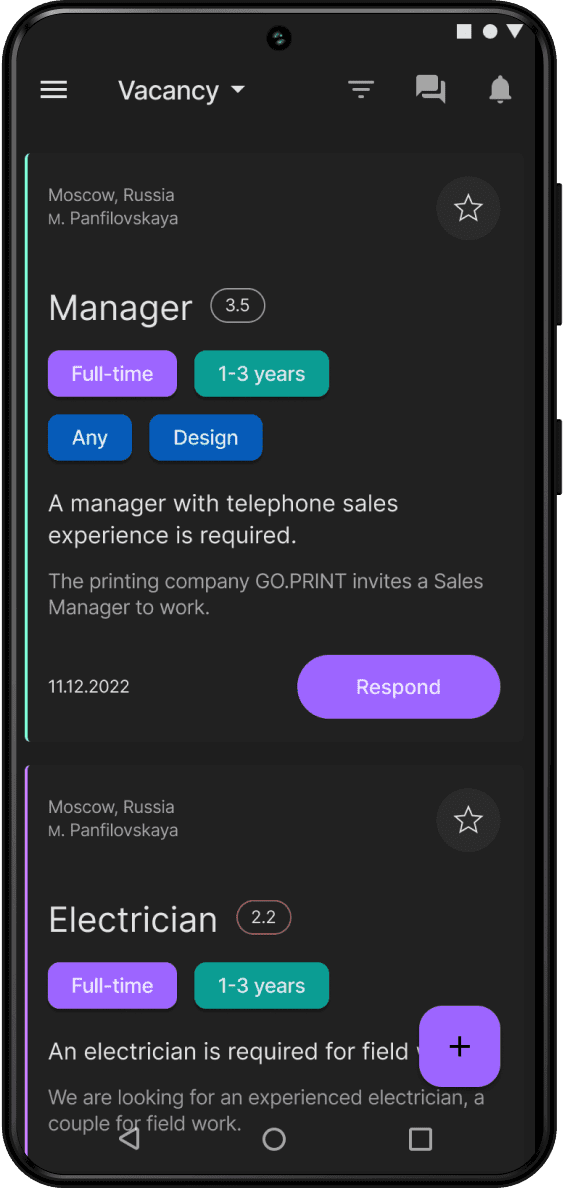 Vacancy
Moscow, Russia
м. Panfilovskaya
Manager 3.5
Full-time 1-3 years
Any Design
A manager with telephone sales
experience is required.
The printing company GO.PRINT invites a Sales
Manager to work.
11.12.2022 Respond
Moscow, Russia
м. Panfilovskaya
Electrician 2.2
Full-time 1-3 years
An electrician is required for field
We are looking for an experienced electrician, a
couple for field work.